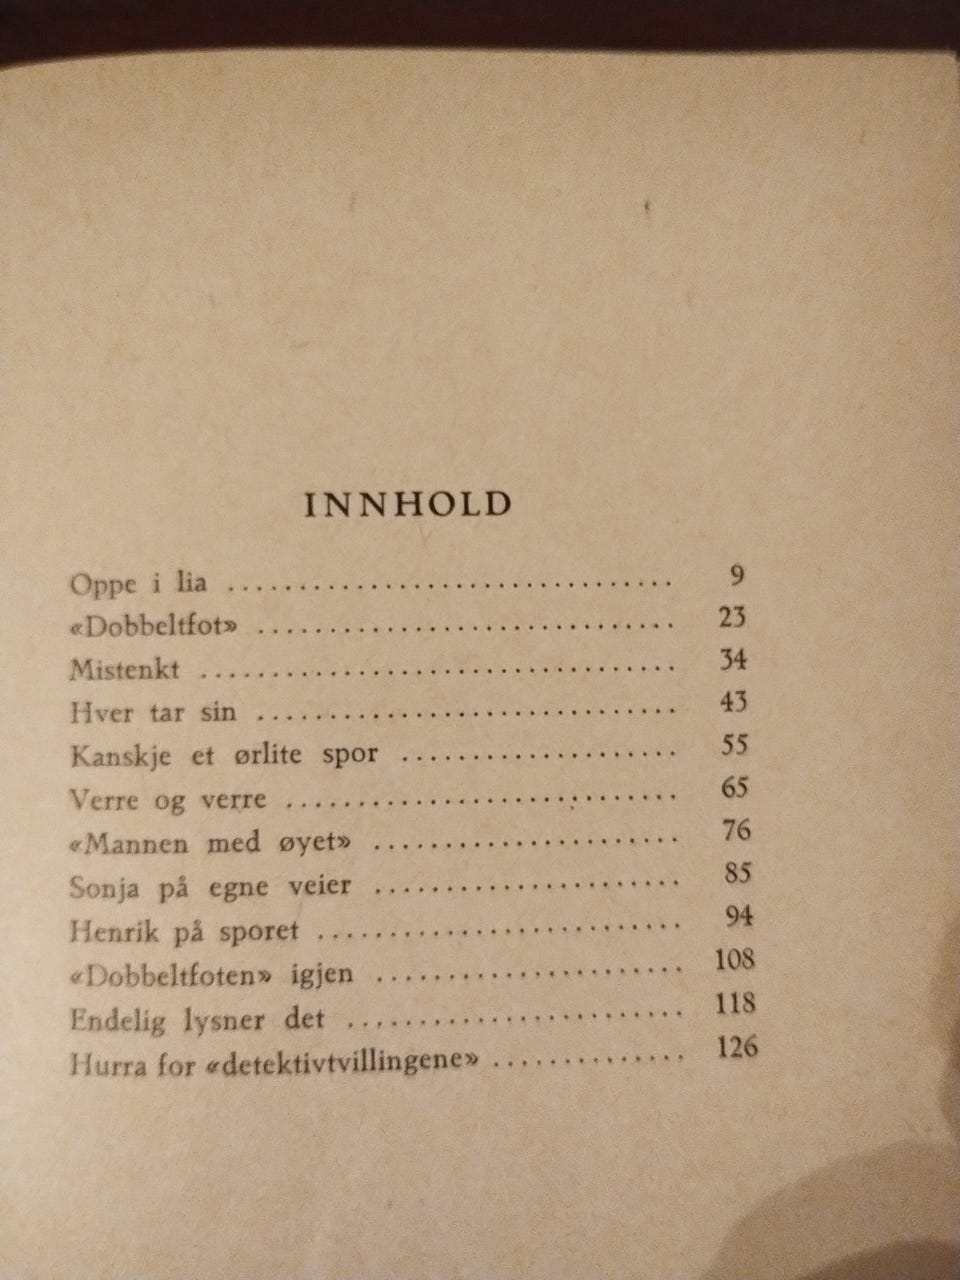 INNHOLD
Oppe i lia ................................ 9
«Dobbeltfot» .............................. 23
Mistenkt .................................. 34
Hver tar sin .............................. 43
Kanskje et ørlite spor .................... 55
Verre og verre ............................ 65
«Mannen med øyet» ...................... 76
Sonja på egne veier ...................... 85
Henrik på sporet .......................... 94
«Dobbeltfoten» igjen ...................... 108
Endelig lysner det ........................ 118
Hurra for «detektivtvillingene» .............. 126